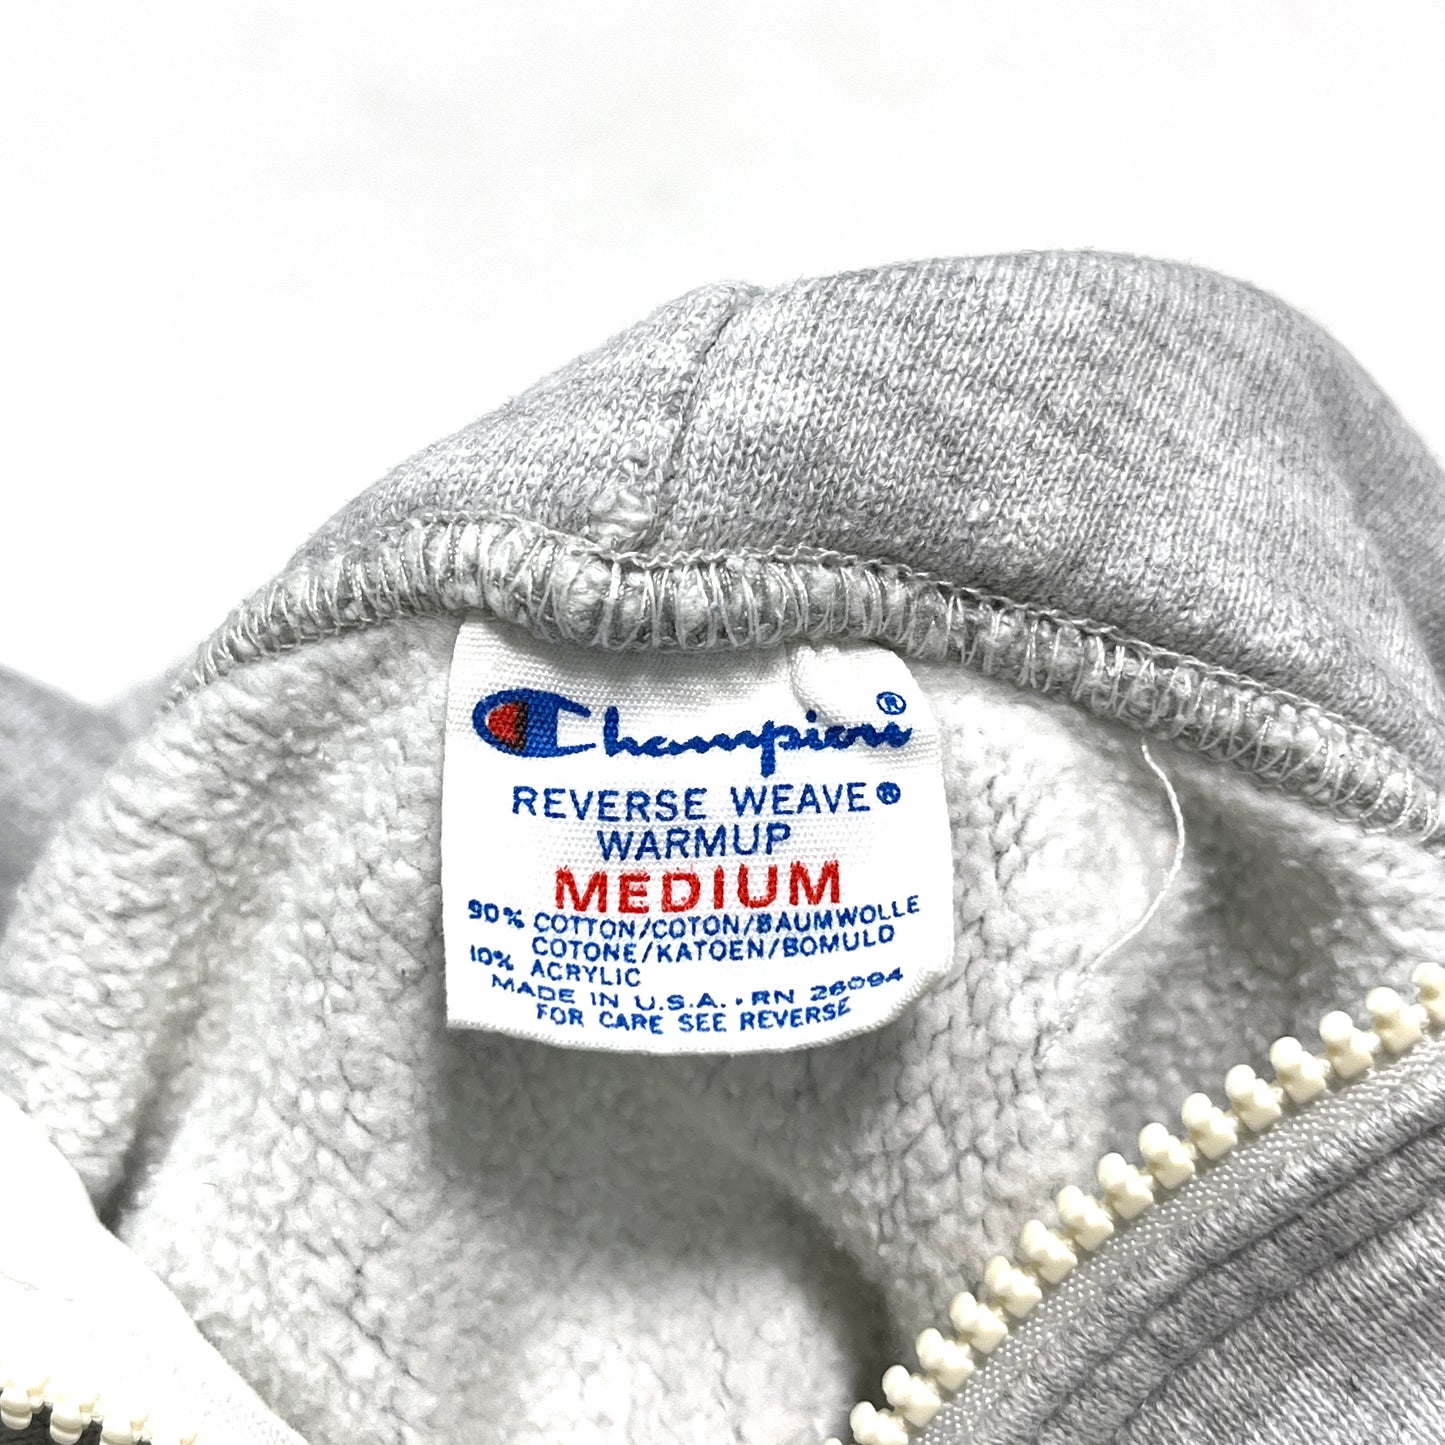 Champion®
REVERSE WEAVE®
WARMUP
MEDIUM
90% COTTON/COTON/BAUMWOLLE
COTONE/KATOEN/BOMULD
10% ACRYLIC
MADE IN U.S.A. · RN 26094
FOR CARE SEE REVERSE